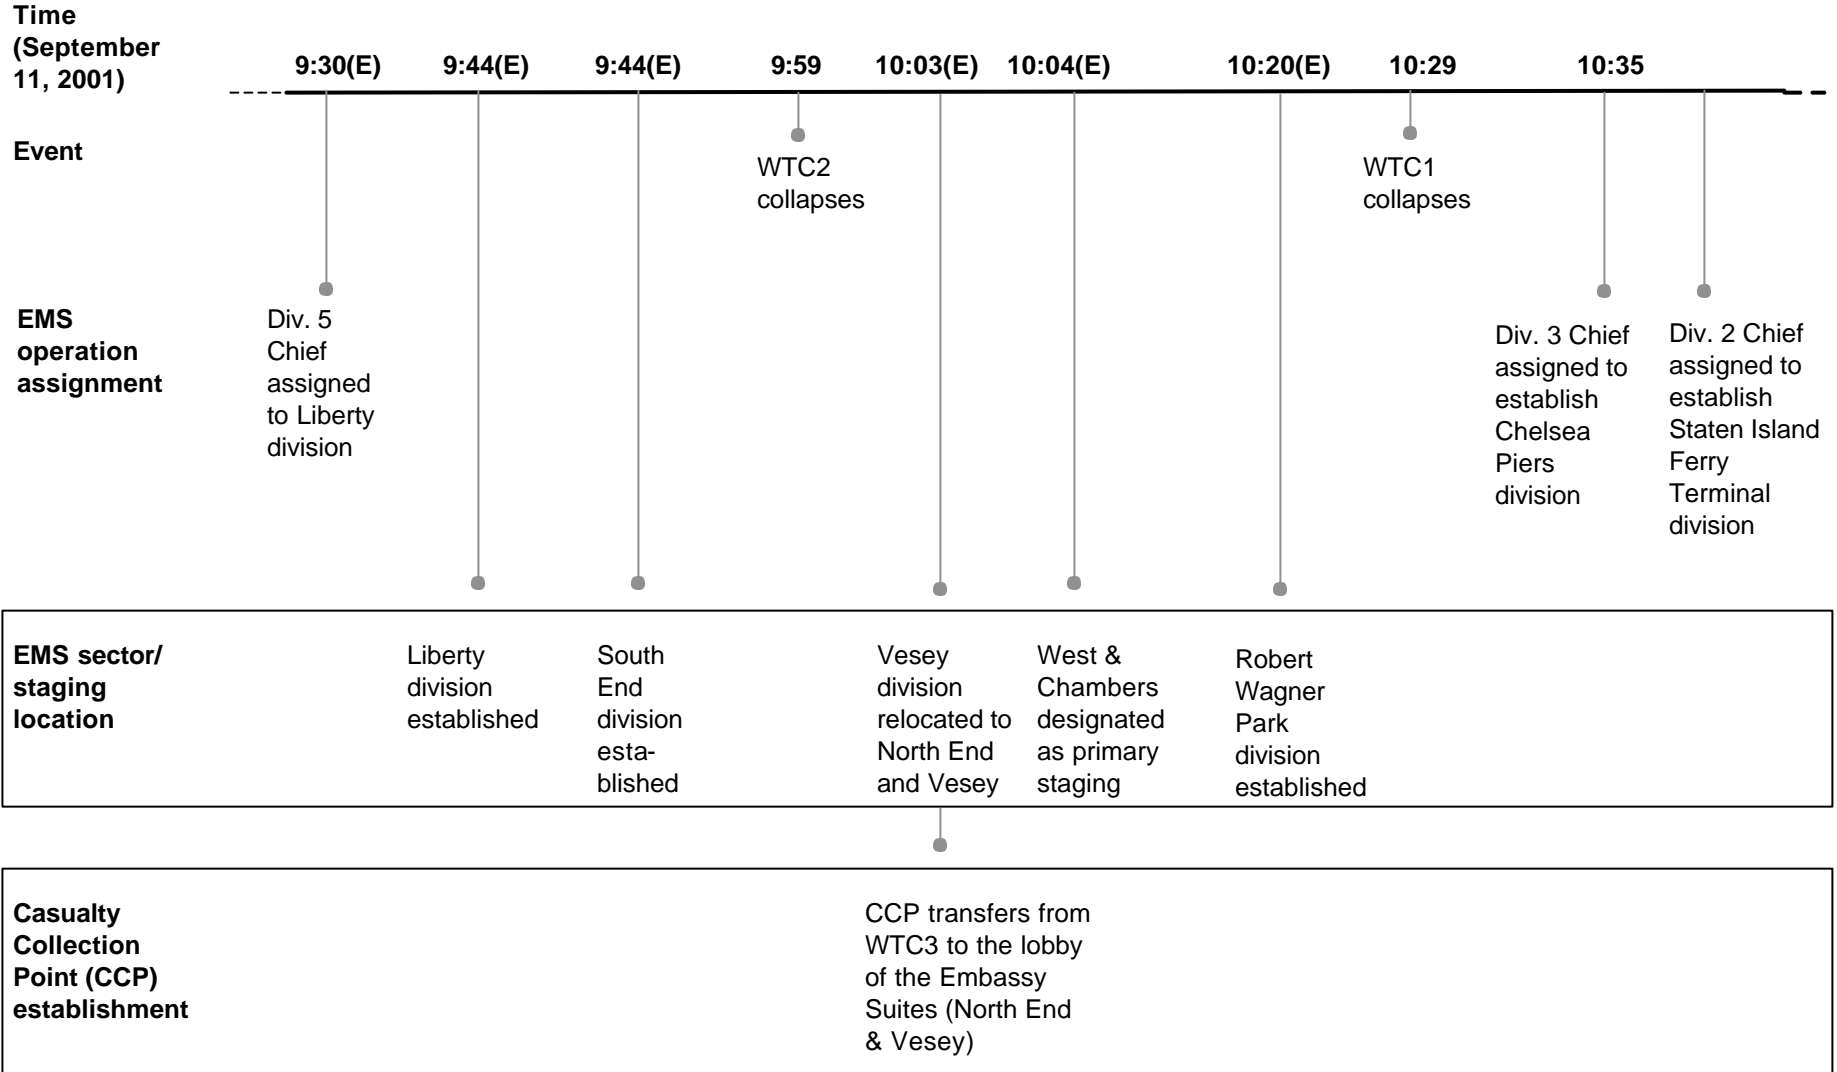 Time
(September
11, 2001)
9:30(E) 9:44(E) 9:44(E) 9:59 10:03(E) 10:04(E) 10:20(E) 10:29 10:35
Event
WTC2
collapses
WTC1
collapses
EMS
operation
assignment
Div. 5
Chief
assigned
to Liberty
division
Div. 3 Chief
assigned to
establish
Chelsea
Piers
division
Div. 2 Chief
assigned to
establish
Staten Island
Ferry
Terminal
division
EMS sector/
staging
location
Liberty
division
established
South
End
division
esta-
blished
Vesey
division
relocated to
North End
and Vesey
West &
Chambers
designated
as primary
staging
Robert
Wagner
Park
division
established
Casualty
Collection
Point (CCP)
establishment
CCP transfers from
WTC3 to the lobby
of the Embassy
Suites (North End
& Vesey)